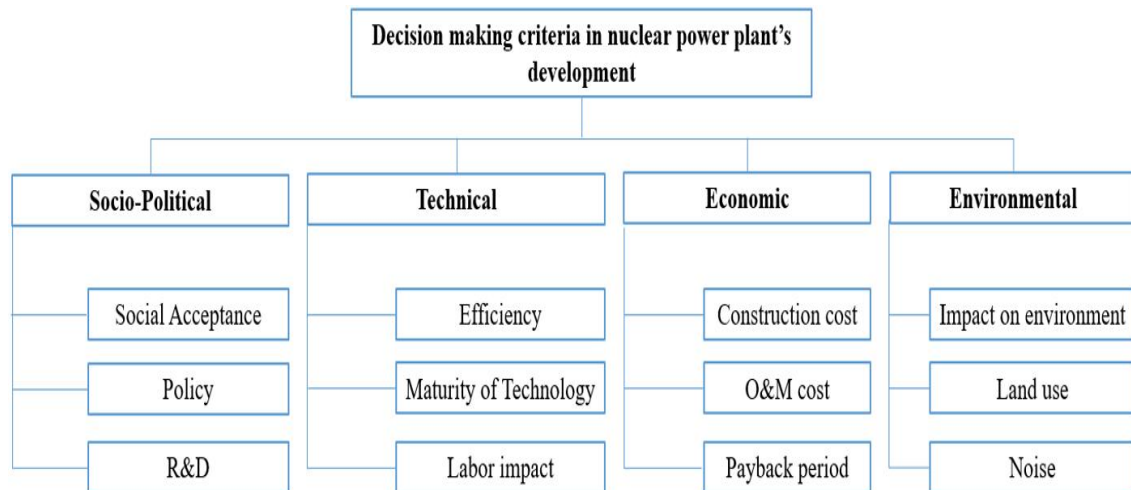 Decision making criteria in nuclear power plant's
development
Socio-Political
Technical
Economic
Environmental
Social Acceptance
Efficiency
Construction cost
Impact on environment
Policy
Maturity of Technology
O&M cost
Land use
R&D
Labor impact
Payback period
Noise